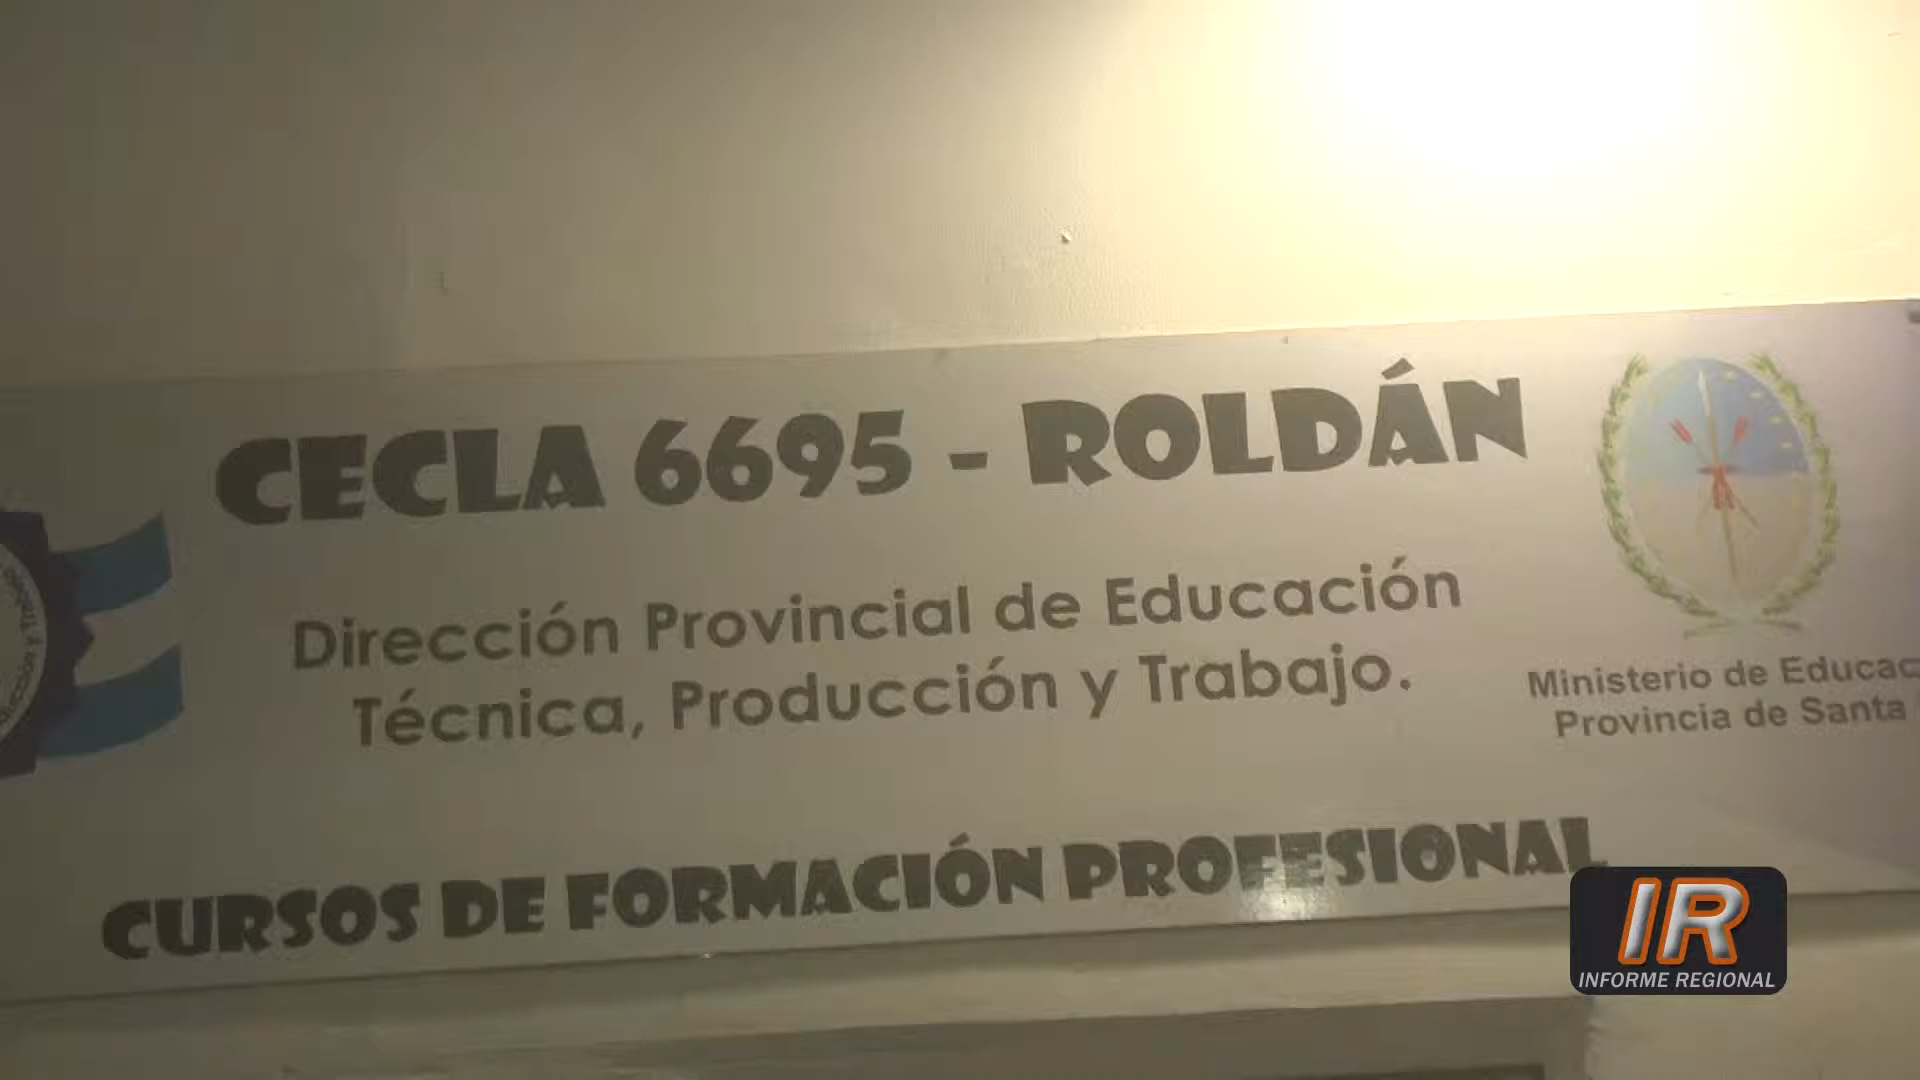 CECLA 6695 - ROLDÁN
Dirección Provincial de Educación
Técnica, Producción y Trabajo.
Ministerio de Educac
Provincia de Santa
CURSOS DE FORMACIÓN PROFESIONAL
IR
INFORME REGIONAL